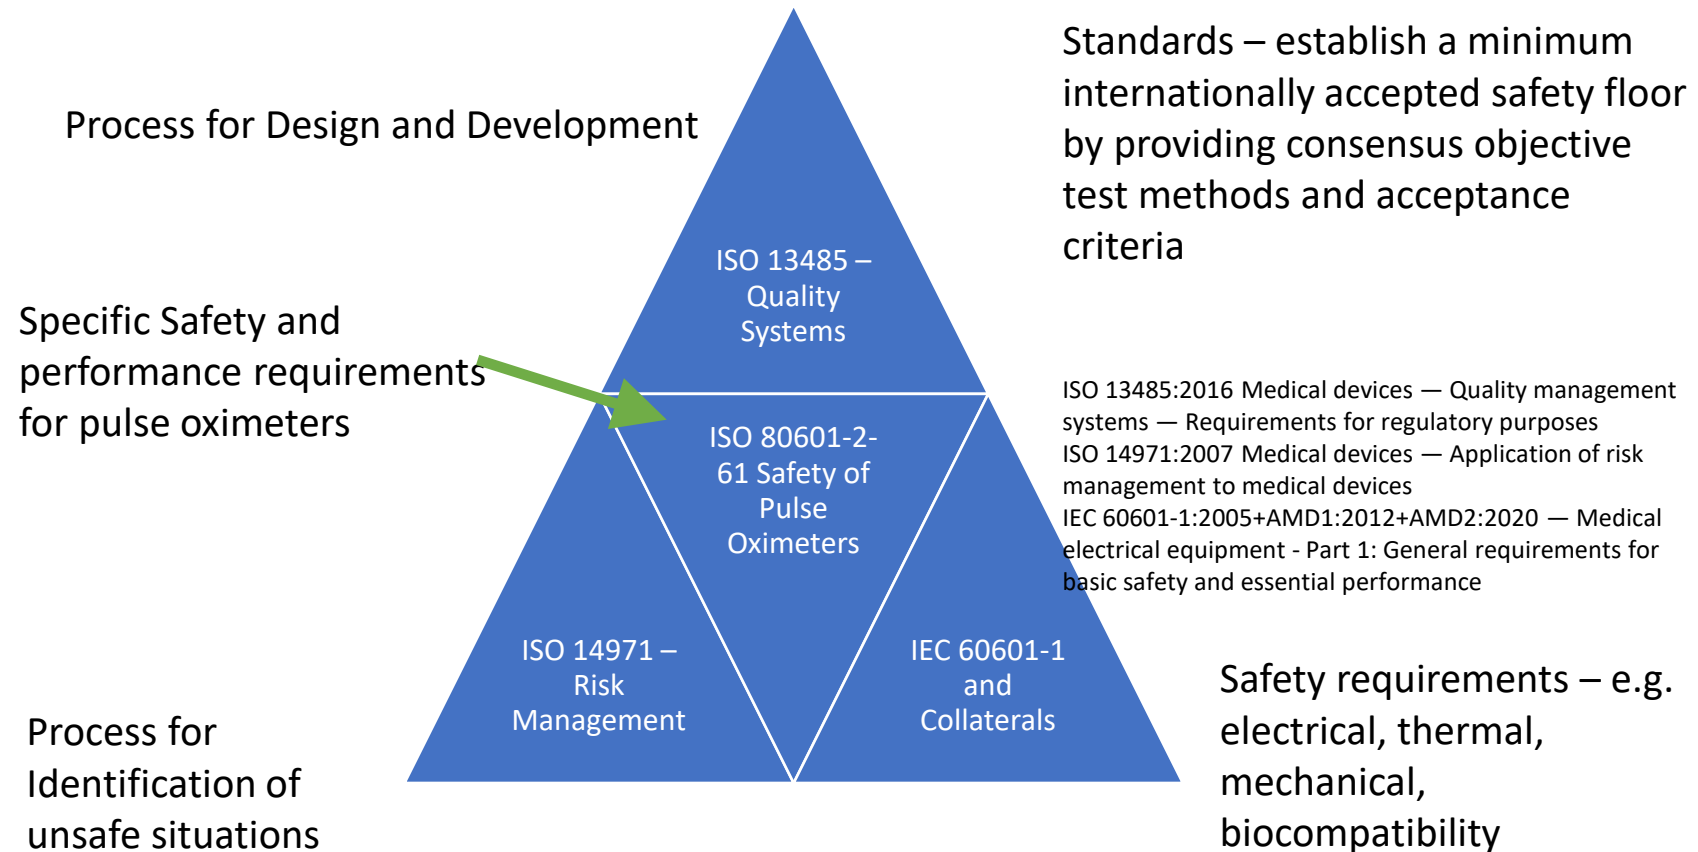 Process for Design and Development
Standards – establish a minimum
internationally accepted safety floor
by providing consensus objective
test methods and acceptance
criteria
ISO 13485 –
Quality
Systems
Specific Safety and
performance requirements
for pulse oximeters
ISO 80601-2-
61 Safety of
Pulse
Oximeters
ISO 13485:2016 Medical devices — Quality management
systems — Requirements for regulatory purposes
ISO 14971:2007 Medical devices — Application of risk
management to medical devices
IEC 60601-1:2005+AMD1:2012+AMD2:2020 — Medical
electrical equipment - Part 1: General requirements for
basic safety and essential performance
ISO 14971 –
Risk
Management
IEC 60601-1
and
Collaterals
Process for
Identification of
unsafe situations
Safety requirements – e.g.
electrical, thermal,
mechanical,
biocompatibility